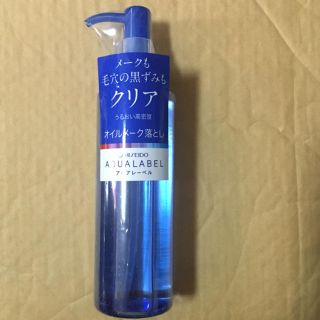 メークも
毛穴の黒ずみも
クリア
うるおい高密度
オイルメーク落とし
SHISEIDO
AQUALABEL
アクアレーベル